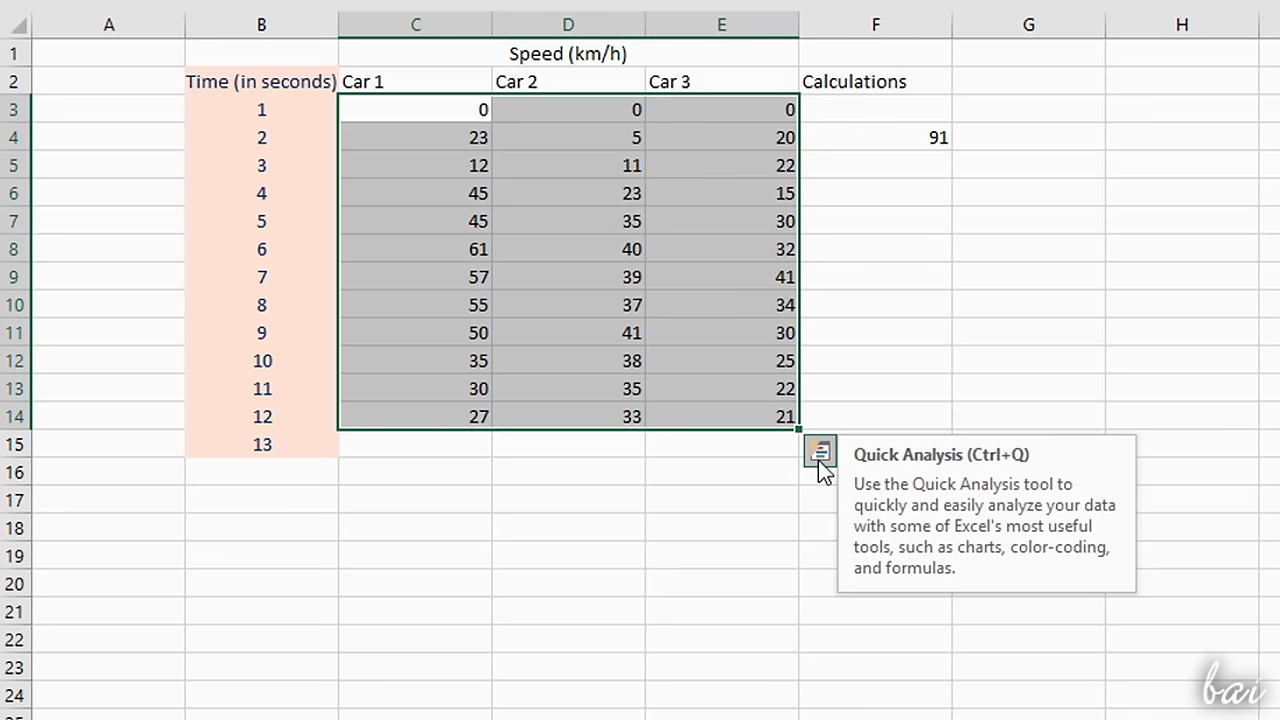 A B C D E F G H
1 Speed (km/h)
2 Time (in seconds) Car 1 Car 2 Car 3 Calculations
3 1 0 0 0
4 2 23 5 20 91
5 3 12 11 22
6 4 45 23 15
7 5 45 35 30
8 6 61 40 32
9 7 57 39 41
10 8 55 37 34
11 9 50 41 30
12 10 35 38 25
13 11 30 35 22
14 12 27 33 21
15 13
Quick Analysis (Ctrl+Q)
16
Use the Quick Analysis tool to
17
quickly and easily analyze your data
18
with some of Excel's most useful
19
tools, such as charts, color-coding,
and formulas.
20
21
22
23
24
bai